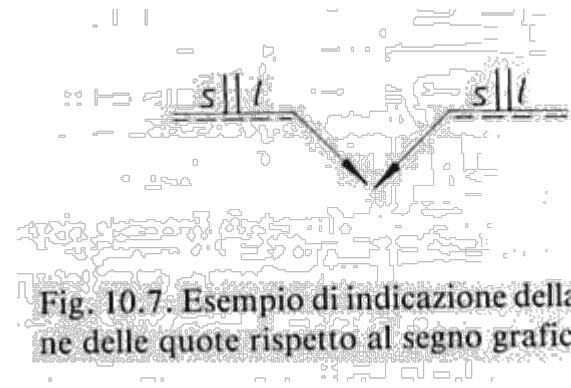 s || l s || l
Fig. 10.7. Esempio di indicazione della
ne delle quote rispetto al segno grafic